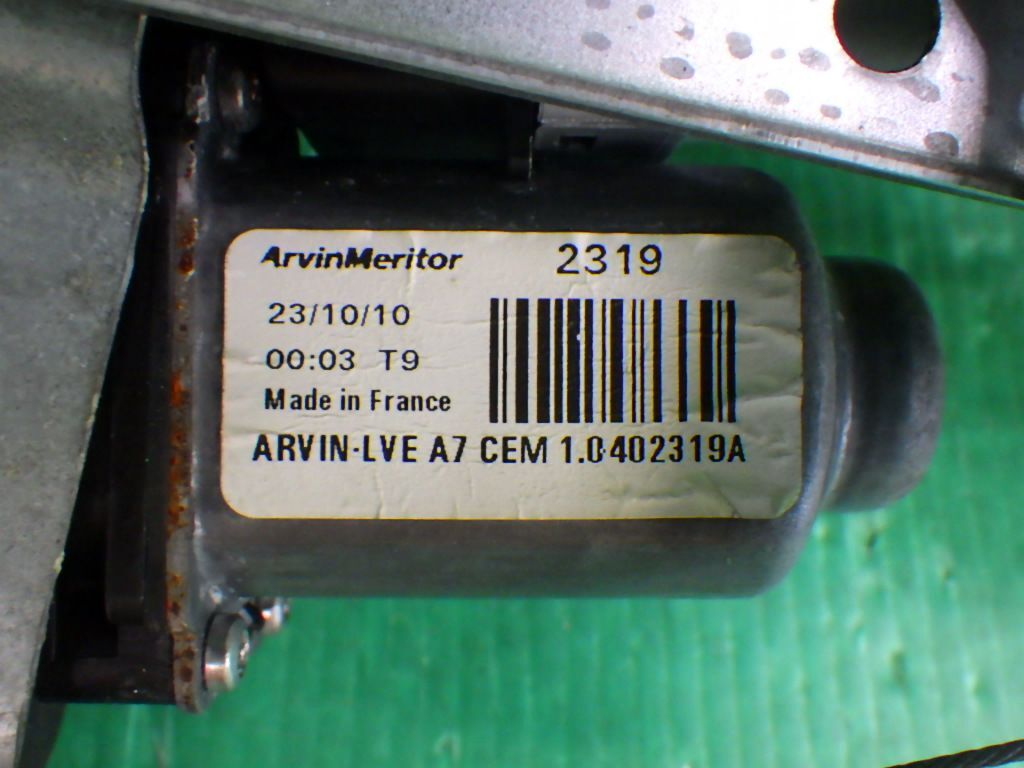 ArvinMeritor 2319
23/10/10
00:03 T9
Made in France
ARVIN-LVE A7 CEM 1.0402319A